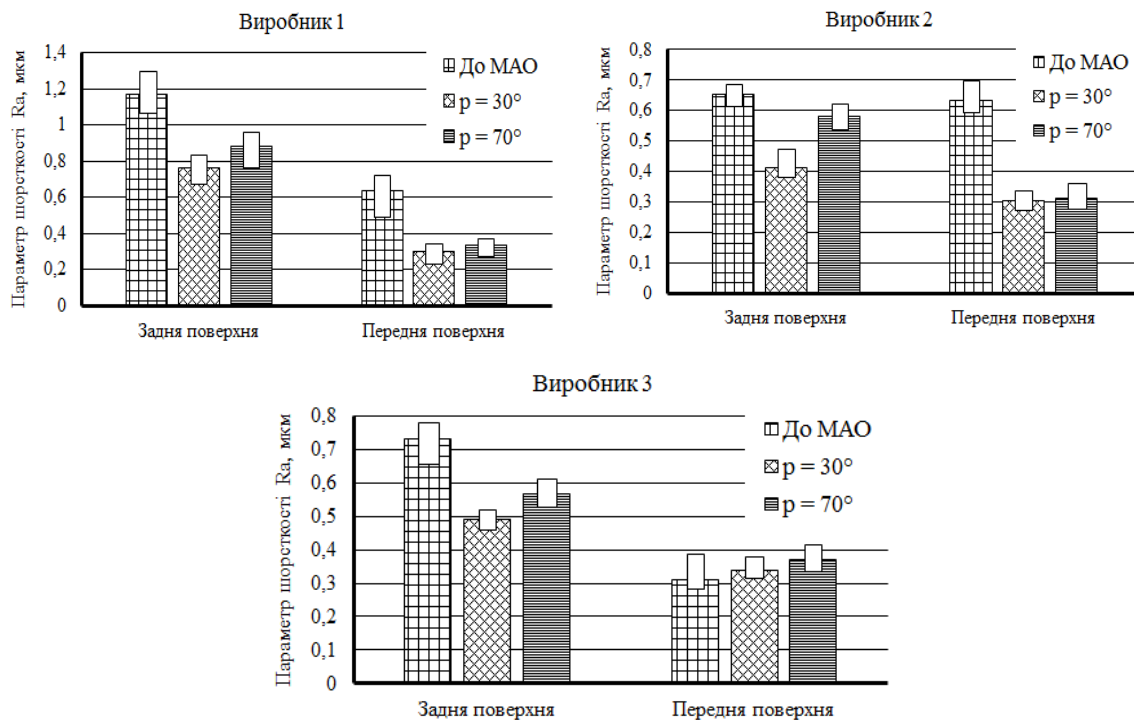 Виробник 1
Параметр шорсткості Ra, мкм
1,4
1,2
1
0,8
0,6
0,4
0,2
0
До МАО
р = 30°
р = 70°
Задня поверхня
Передня поверхня
Виробник 2
Параметр шорсткості Ra, мкм
0,8
0,7
0,6
0,5
0,4
0,3
0,2
0,1
0
До МАО
р = 30°
р = 70°
Задня поверхня
Передня поверхня
Виробник 3
Параметр шорсткості Ra, мкм
0,8
0,7
0,6
0,5
0,4
0,3
0,2
0,1
0
До МАО
р = 30°
р = 70°
Задня поверхня
Передня поверхня